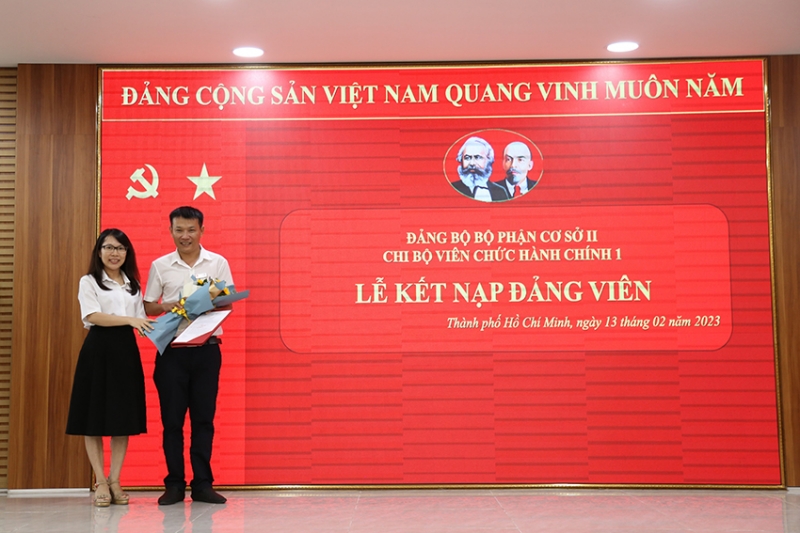 ĐẢNG CỘNG SẢN VIỆT NAM QUANG VINH MUÔN NĂM
ĐẢNG BỘ BỘ PHẬN CƠ SỞ II
CHI BỘ VIÊN CHỨC HÀNH CHÍNH 1
LỄ KẾT NẠP ĐẢNG VIÊN
Thành phố Hồ Chí Minh, ngày 13 tháng 02 năm 2023